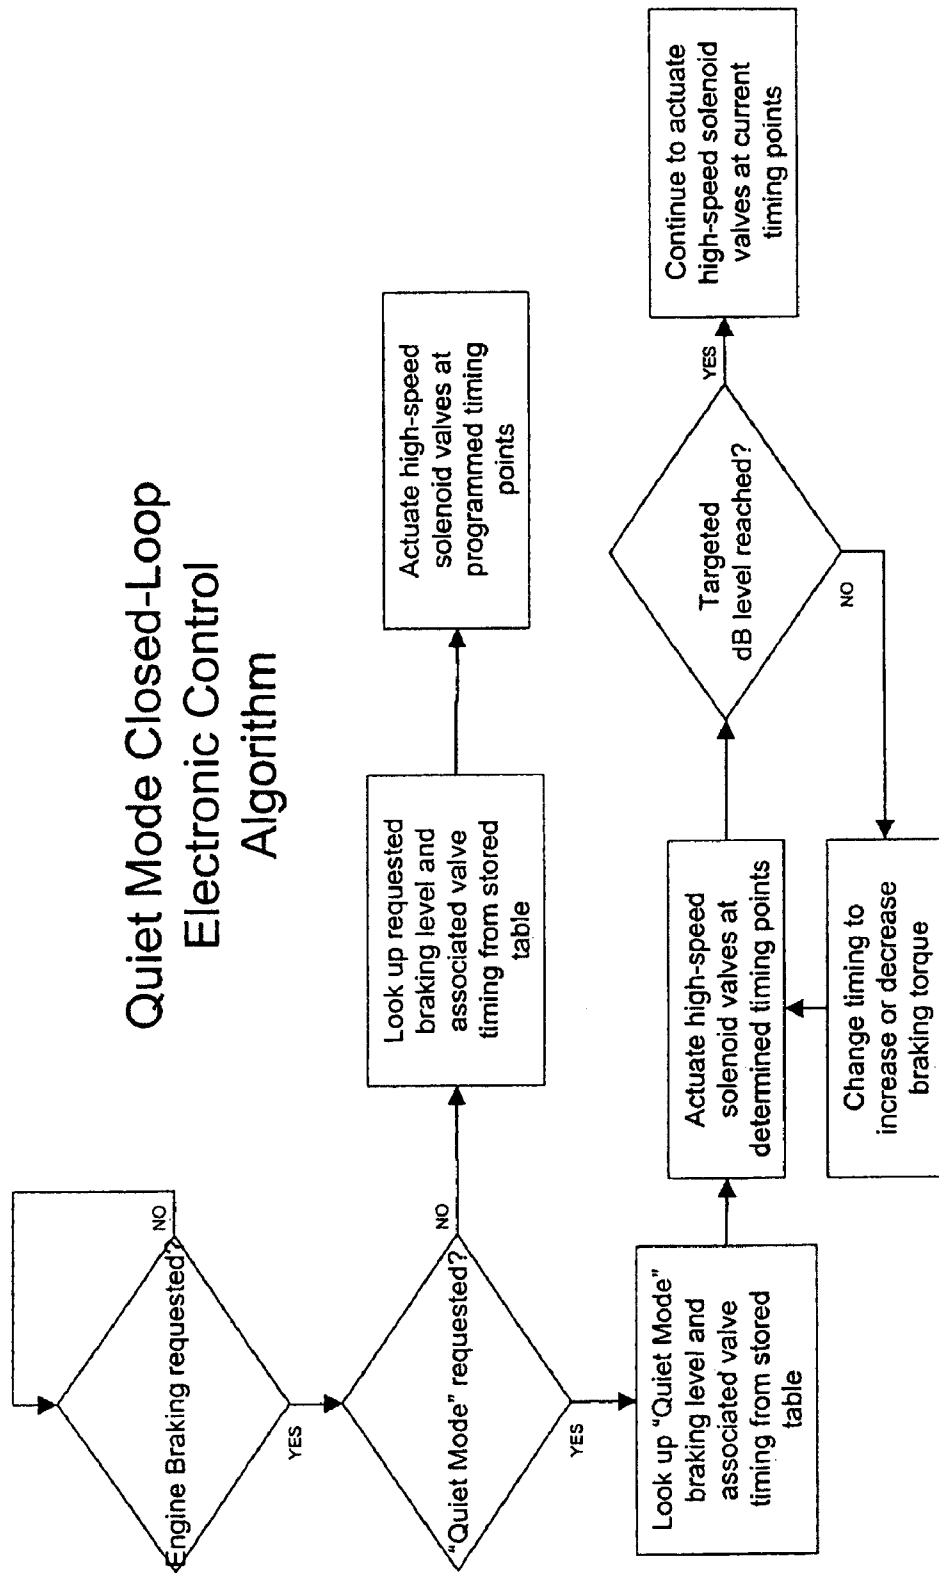 Quiet Mode Closed-Loop
Electronic Control
Algorithm
Engine Braking requested?
NO
YES
"Quiet Mode" requested?
NO
YES
Look up requested
braking level and
associated valve
timing from stored
table
Actuate high-speed
solenoid valves at
programmed timing
points
Look up "Quiet Mode"
braking level and
associated valve
timing from stored
table
Actuate high-speed
solenoid valves at
determined timing points
Targeted
dB level reached?
YES
NO
Continue to actuate
high-speed solenoid
valves at current
timing points
Change timing to
increase or decrease
braking torque